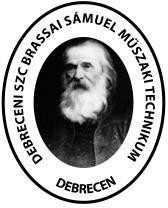 DEBRECENI SZC BRASSAI SÁMUEL MŰSZAKI TECHNIKUM
DEBRECEN